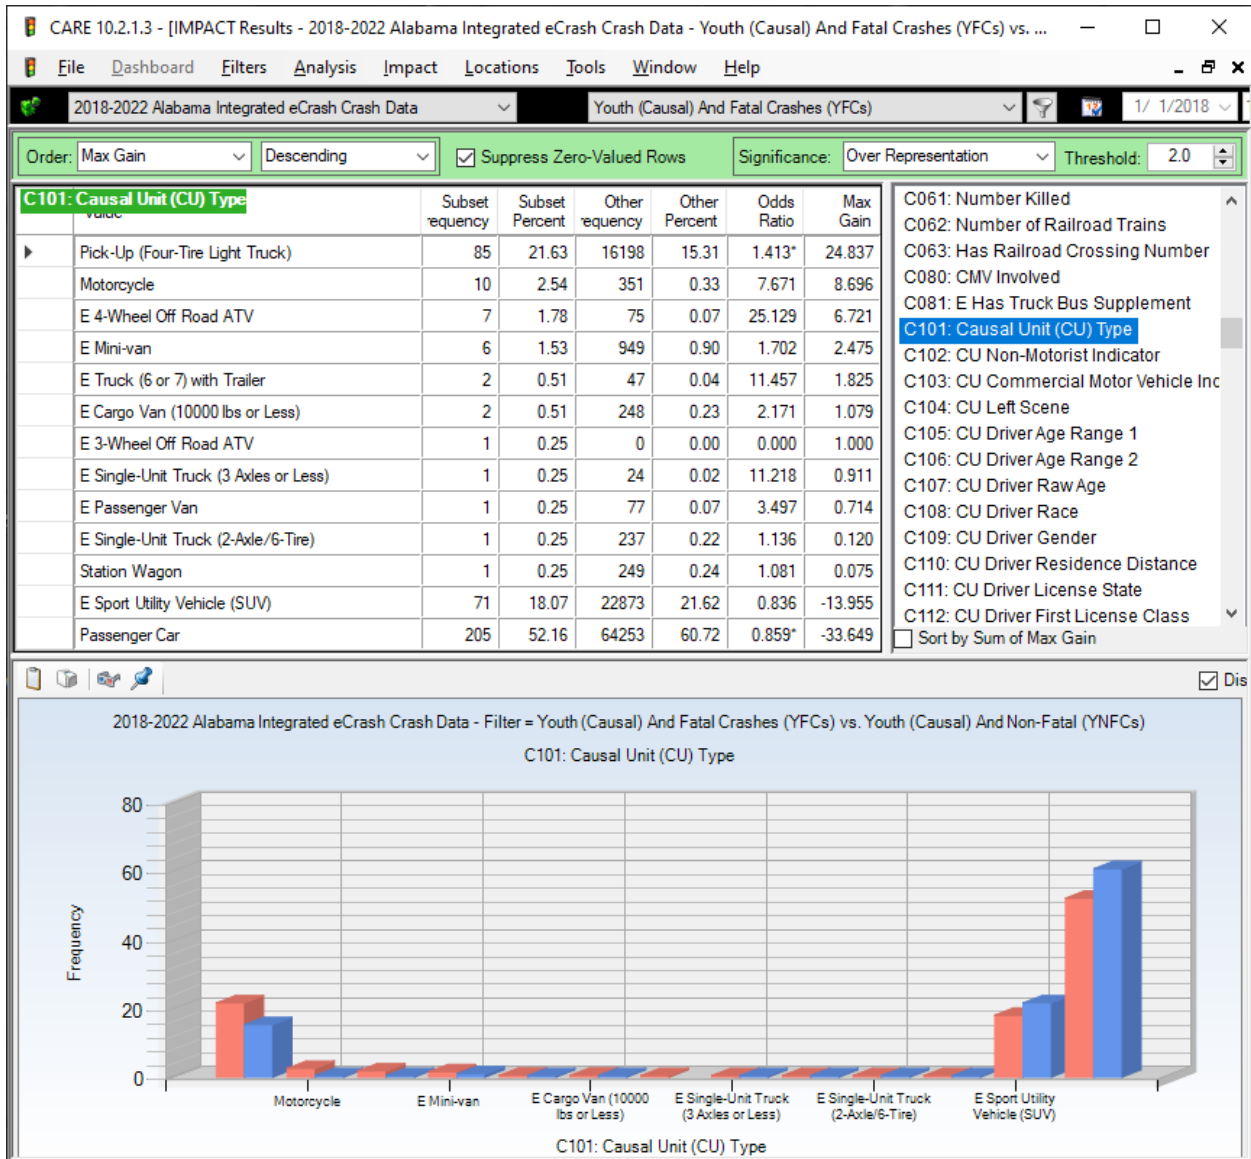 CARE 10.2.1.3 - [IMPACT Results - 2018-2022 Alabama Integrated eCrash Crash Data - Youth (Causal) And Fatal Crashes (YFCs) vs. ...
File Dashboard Filters Analysis Impact Locations Tools Window Help
2018-2022 Alabama Integrated eCrash Crash Data Youth (Causal) And Fatal Crashes (YFCs) 1/ 1/2018
Order: Max Gain Descending Suppress Zero-Valued Rows Significance: Over Representation Threshold: 2.0
C101: Causal Unit (CU) Type
Subset Subset Other Other Odds Max
requency Percent requency Percent Ratio Gain
Pick-Up (Four-Tire Light Truck) 85 21.63 16198 15.31 1.413* 24.837
Motorcycle 10 2.54 351 0.33 7.671 8.696
E 4-Wheel Off Road ATV 7 1.78 75 0.07 25.129 6.721
E Mini-van 6 1.53 949 0.90 1.702 2.475
E Truck (6 or 7) with Trailer 2 0.51 47 0.04 11.457 1.825
E Cargo Van (10000 lbs or Less) 2 0.51 248 0.23 2.171 1.079
E 3-Wheel Off Road ATV 1 0.25 0 0.00 0.000 1.000
E Single-Unit Truck (3 Axles or Less) 1 0.25 24 0.02 11.218 0.911
E Passenger Van 1 0.25 77 0.07 3.497 0.714
E Single-Unit Truck (2-Axle/6-Tire) 1 0.25 237 0.22 1.136 0.120
Station Wagon 1 0.25 249 0.24 1.081 0.075
E Sport Utility Vehicle (SUV) 71 18.07 22873 21.62 0.836 -13.955
Passenger Car 205 52.16 64253 60.72 0.859* -33.649
C061: Number Killed
C062: Number of Railroad Trains
C063: Has Railroad Crossing Number
C080: CMV Involved
C081: E Has Truck Bus Supplement
C101: Causal Unit (CU) Type
C102: CU Non-Motorist Indicator
C103: CU Commercial Motor Vehicle Inc
C104: CU Left Scene
C105: CU Driver Age Range 1
C106: CU Driver Age Range 2
C107: CU Driver Raw Age
C108: CU Driver Race
C109: CU Driver Gender
C110: CU Driver Residence Distance
C111: CU Driver License State
C112: CU Driver First License Class
Sort by Sum of Max Gain
Dis
2018-2022 Alabama Integrated eCrash Crash Data - Filter = Youth (Causal) And Fatal Crashes (YFCs) vs. Youth (Causal) And Non-Fatal (YNFCs)
C101: Causal Unit (CU) Type
80
60
40
20
0
Frequency
Motorcycle
E Mini-van
E Cargo Van (10000
lbs or Less)
E Single-Unit Truck
(3 Axles or Less)
E Single-Unit Truck
(2-Axle/6-Tire)
E Sport Utility
Vehicle (SUV)
C101: Causal Unit (CU) Type